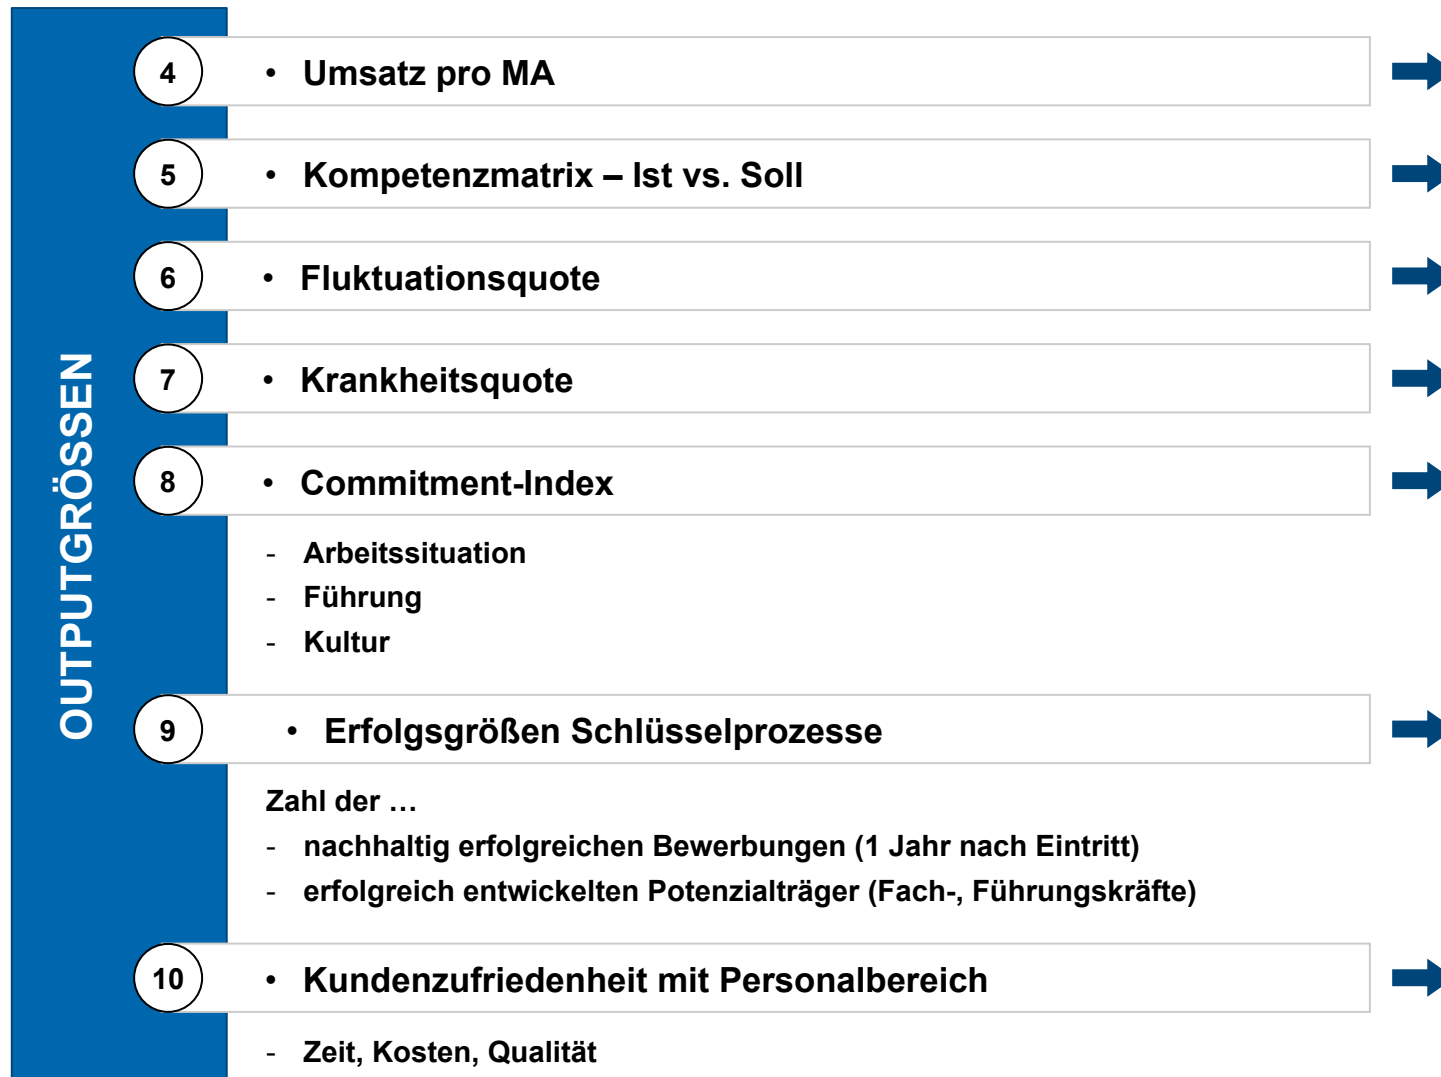 OUTPUTGRÖSSEN
4 • Umsatz pro MA
5 • Kompetenzmatrix – Ist vs. Soll
6 • Fluktuationsquote
7 • Krankheitsquote
8 • Commitment-Index
- Arbeitssituation
- Führung
- Kultur
9 • Erfolgsgrößen Schlüsselprozesse
Zahl der …
- nachhaltig erfolgreichen Bewerbungen (1 Jahr nach Eintritt)
- erfolgreich entwickelten Potenzialträger (Fach-, Führungskräfte)
10 • Kundenzufriedenheit mit Personalbereich
- Zeit, Kosten, Qualität